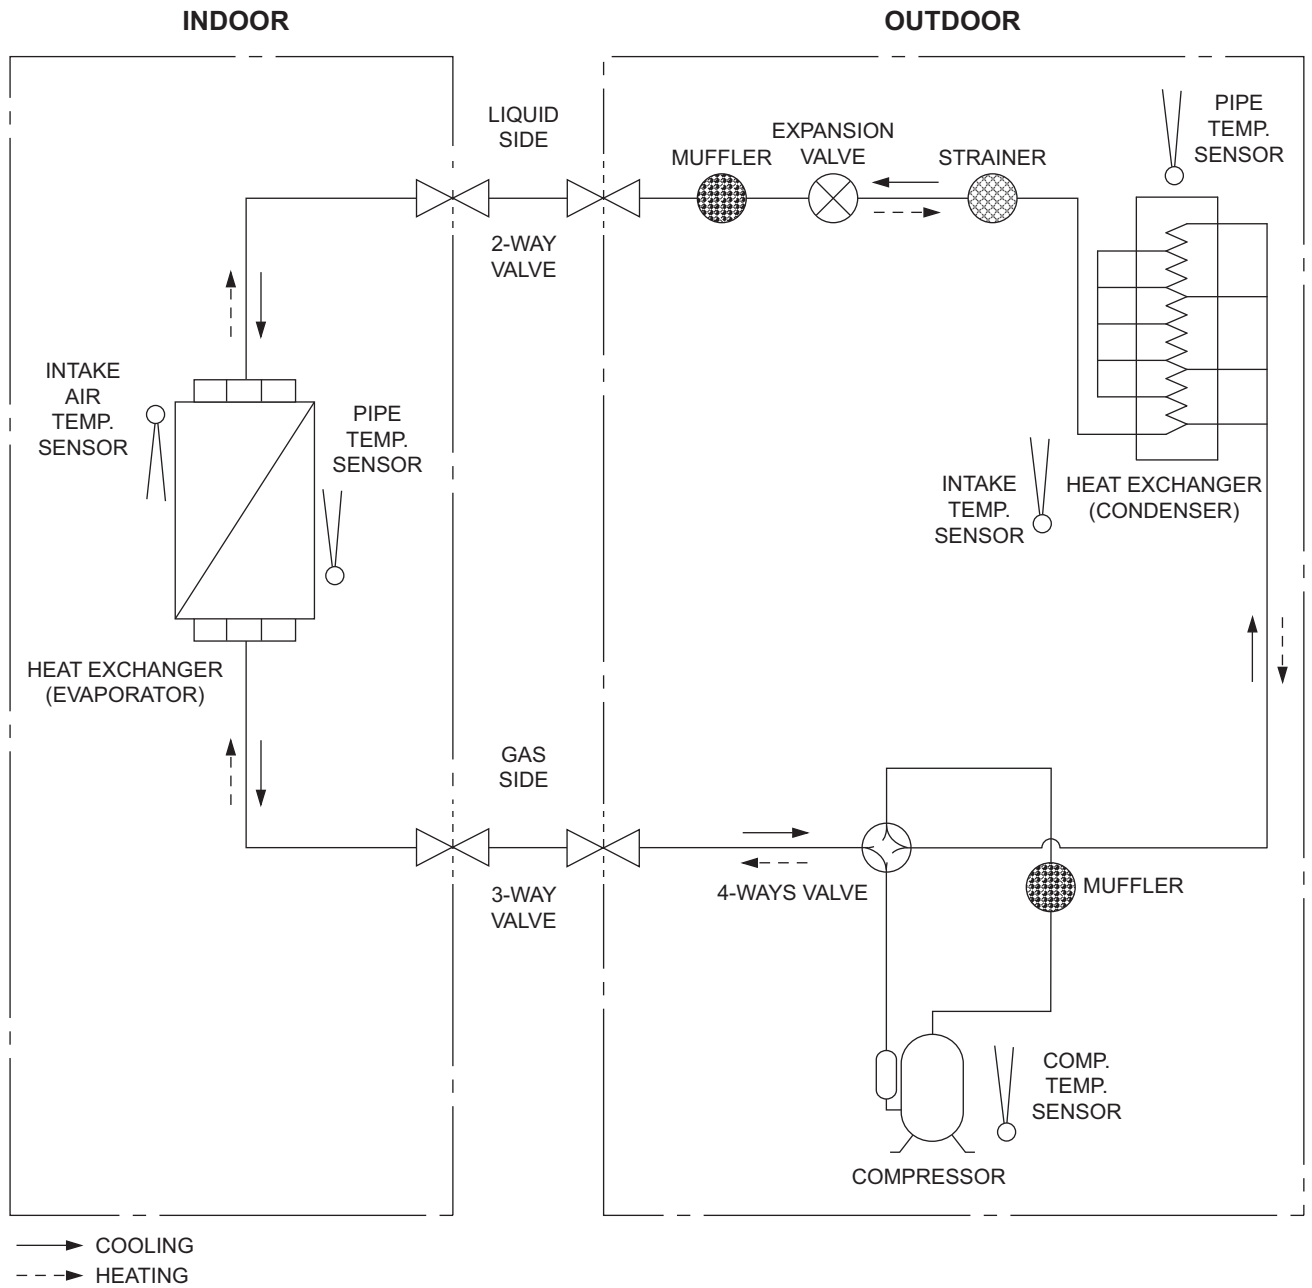 INDOOR
OUTDOOR
LIQUID
SIDE
MUFFLER
EXPANSION
VALVE
STRAINER
PIPE
TEMP.
SENSOR
2-WAY
VALVE
INTAKE
AIR
TEMP.
SENSOR
PIPE
TEMP.
SENSOR
INTAKE
TEMP.
SENSOR
HEAT EXCHANGER
(CONDENSER)
HEAT EXCHANGER
(EVAPORATOR)
GAS
SIDE
3-WAY
VALVE
4-WAYS VALVE
MUFFLER
COMP.
TEMP.
SENSOR
COMPRESSOR
COOLING
HEATING